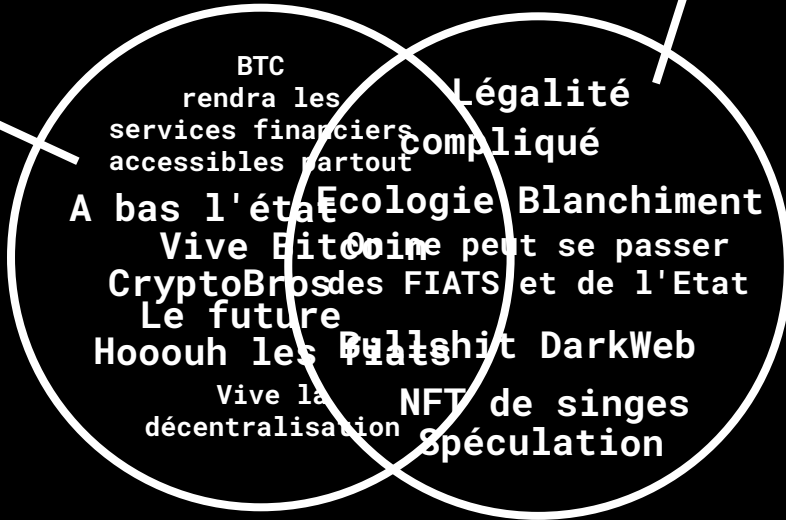 BTC
rendra les
services financiers
accessibles partout
A bas l'état
Vive Bitcoin
CryptoBros
Le future
Hooouh les fiats
Vive la
décentralisation
Légalité
compliqué
Ecologie Blanchiment
On ne peut se passer
des FIATS et de l'Etat
Bullshit DarkWeb
NFT de singes
Spéculation